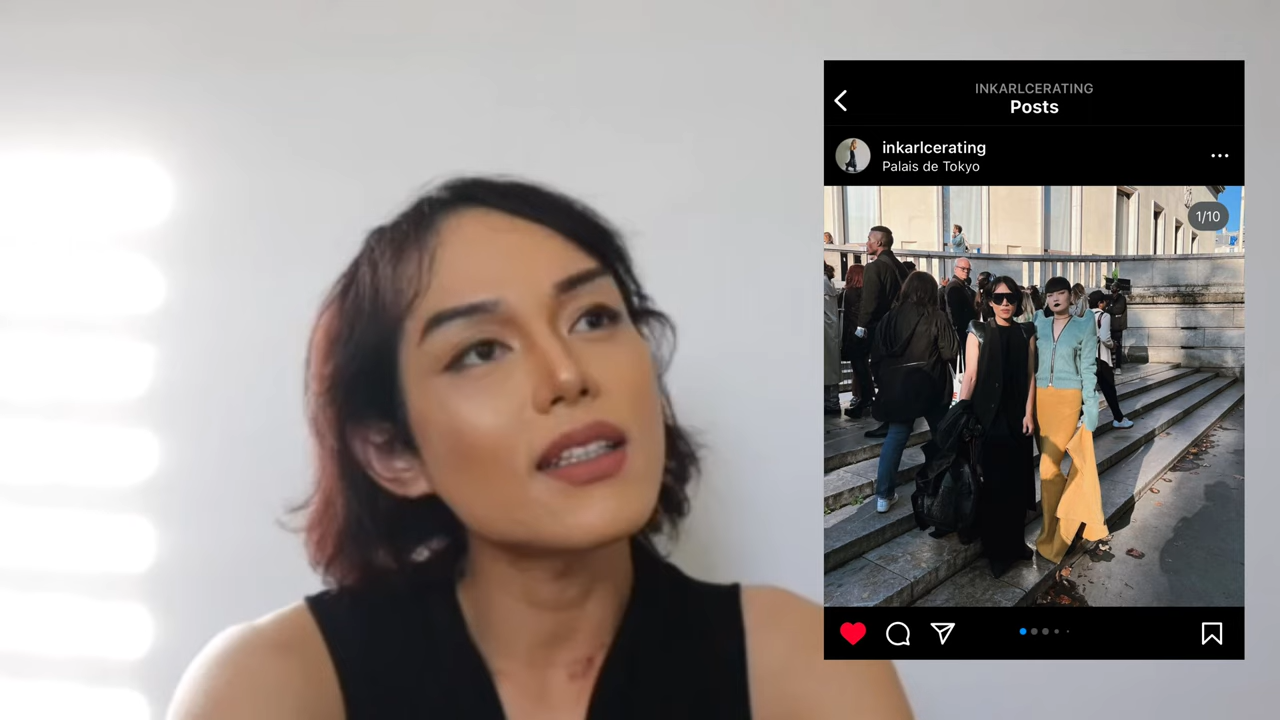 INKARLCERATING
Posts
inkarlcerating
Palais de Tokyo
1/10